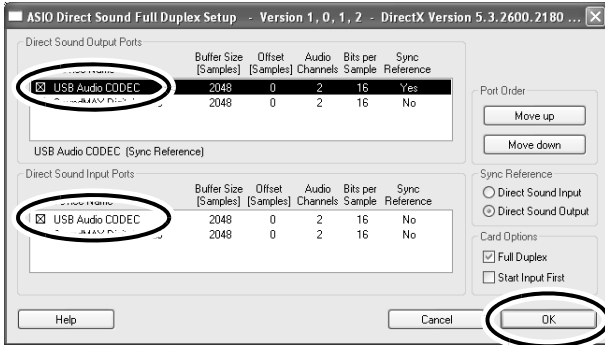 ASIO Direct Sound Full Duplex Setup - Version 1, 0, 1, 2 - DirectX Version 5.3.2600.2180 ...
Direct Sound Output Ports
Buffer Size Offset Audio Bits per Sync
Name [Samples] [Samples] Channels Sample Reference
USB Audio CODEC 2048 0 2 16 Yes
2048 0 2 16 No
USB Audio CODEC (Sync Reference)
Direct Sound Input Ports
Buffer Size Offset Audio Bits per Sync
[Samples] [Samples] Channels Sample Reference
USB Audio CODEC 2048 0 2 16 No
2048 0 2 16 No
Port Order
Move up
Move down
Sync Reference
Direct Sound Input
Direct Sound Output
Card Options
Full Duplex
Start Input First
Help
Cancel
OK